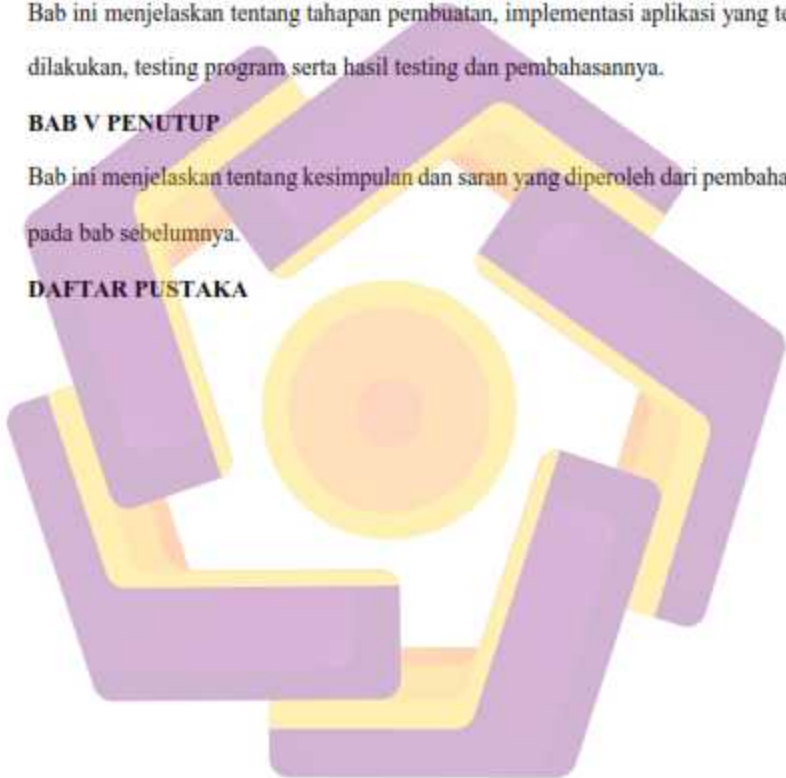 Bab ini menjelaskan tentang tahapan pembuatan, implementasi aplikasi yang
dilakukan, testing program serta hasil testing dan pembahasannya.
BAB V PENUTUP
Bab ini menjelaskan tentang kesimpulan dan saran yang diperoleh dari
pada bab sebelumnya.
DAFTAR PUSTAKA